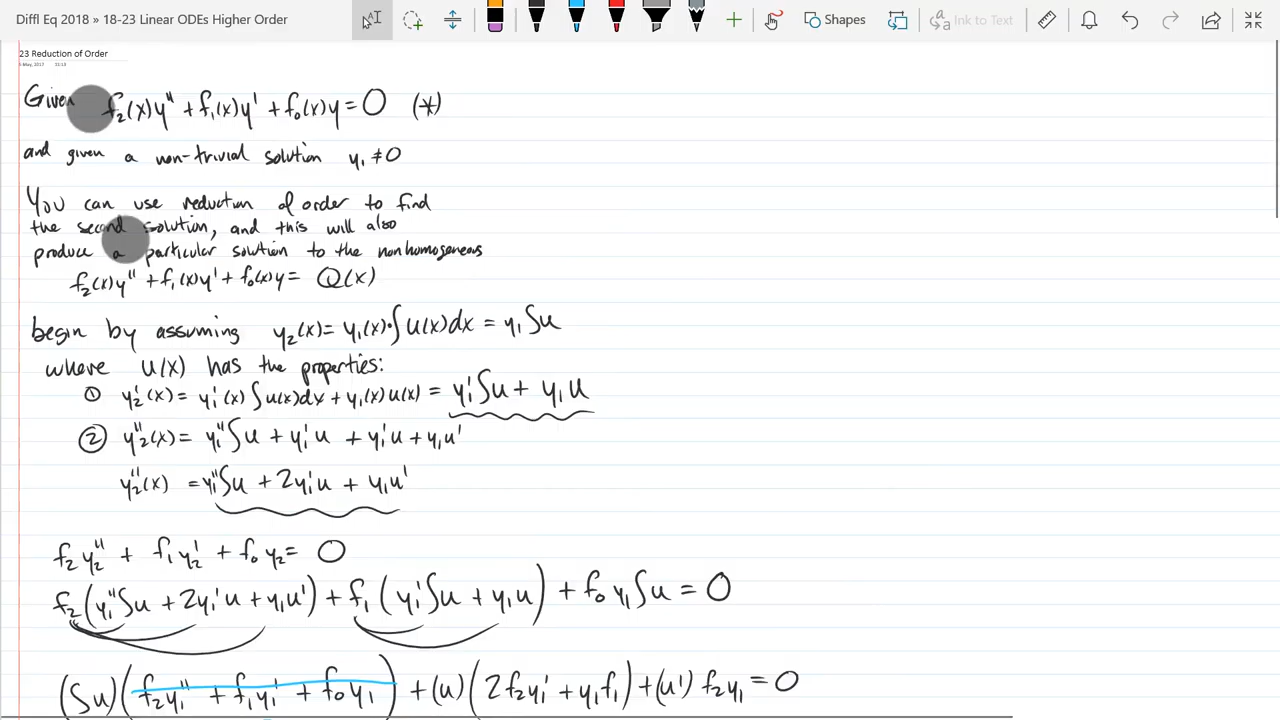 Diffl Eq 2018 » 18-23 Linear ODEs Higher Order
Shapes
Ink to Text
23 Reduction of Order
Given f₂(x)y'' + f₁(x)y' + f₀(x)y = 0 (*)
and given a non-trivial solution y₁ ≠ 0
You can use reduction of order to find
the second solution, and this will also
produce a particular solution to the nonhomogeneous
f₂(x)y'' + f₁(x)y' + f₀(x)y = Q(x)
begin by assuming y₂(x) = y₁(x)·∫u(x)dx = y₁∫u
where u(x) has the properties:
① y₂'(x) = y₁'(x)∫u(x)dx + y₁(x)u(x) = y₁'∫u + y₁u
② y₂''(x) = y₁''∫u + y₁'u + y₁'u + y₁u'
y₂''(x) = y₁''∫u + 2y₁'u + y₁u'
f₂y₂'' + f₁y₂' + f₀y₂ = 0
f₂(y₁''∫u + 2y₁'u + y₁u') + f₁(y₁'∫u + y₁u) + f₀y₁∫u = 0
(∫u)(f₂y₁'' + f₁y₁' + f₀y₁) + (u)(2f₂y₁' + y₁f₁) + (u')f₂y₁ = 0